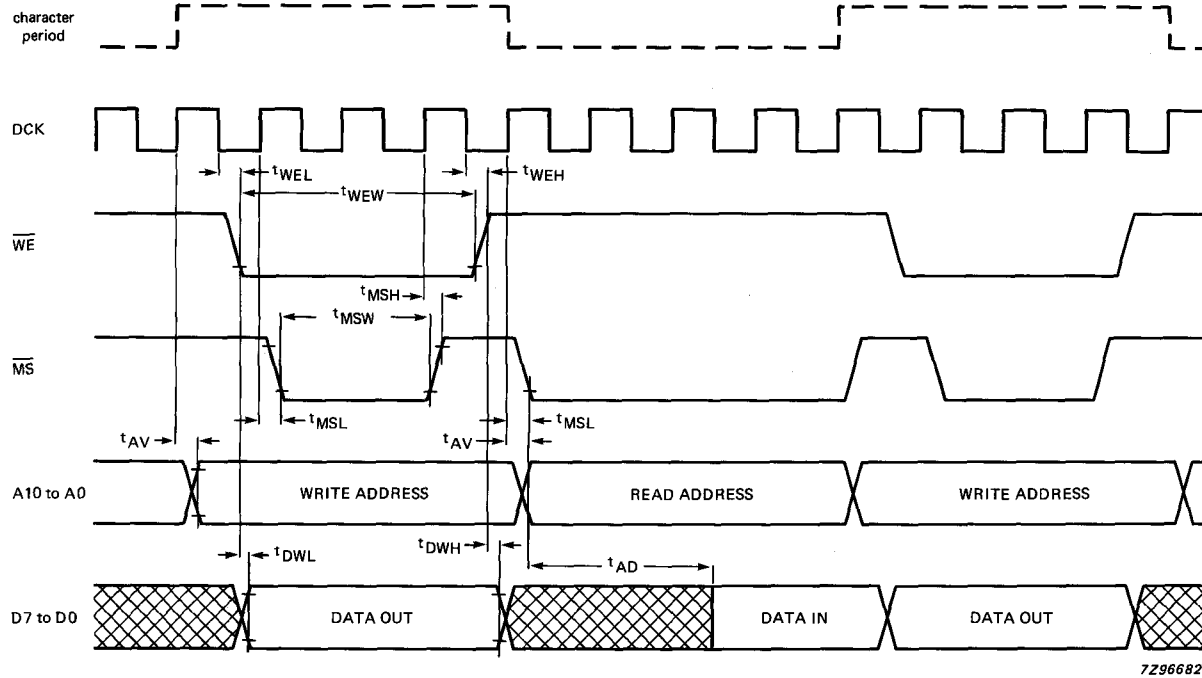 character
period
DCK
tWEL
tWEH
tWEW
WE
tMSH
tMSW
MS
tMSL
tMSL
tAV
tAV
A10 to A0
WRITE ADDRESS
READ ADDRESS
WRITE ADDRESS
tDWL
tDWH
tAD
D7 to D0
DATA OUT
DATA IN
DATA OUT
7Z96682